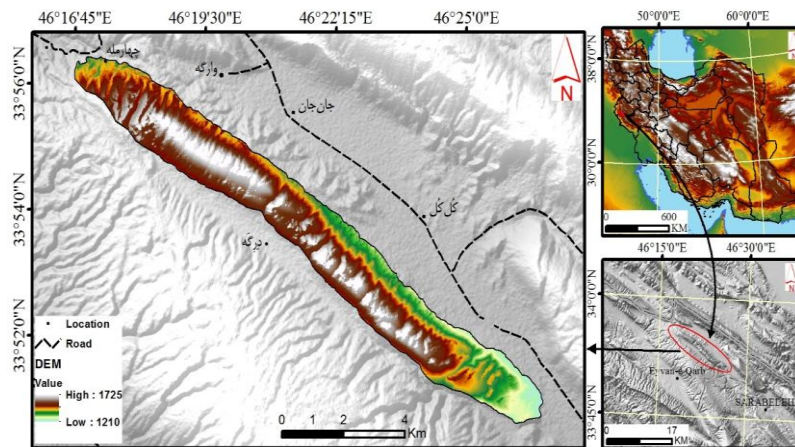 46°16'45"E 46°19'30"E 46°22'15"E 46°25'0"E
چهارمله
وارگه
جان‌جان
کُل کُل
دِرگه
N
33°56'0"N
33°54'0"N
33°52'0"N
Location
Road
DEM
Value
High : 1725
Low : 1210
0 1 2 4
Km
50°0'0"E 60°0'0"E
N
38°0'0"N
30°0'0"N
0 600
KM
46°15'0"E 46°30'0"E
N
34°0'0"N
33°45'0"N
Eyvan-e-Qarb
SARABELEH
0 17
KM